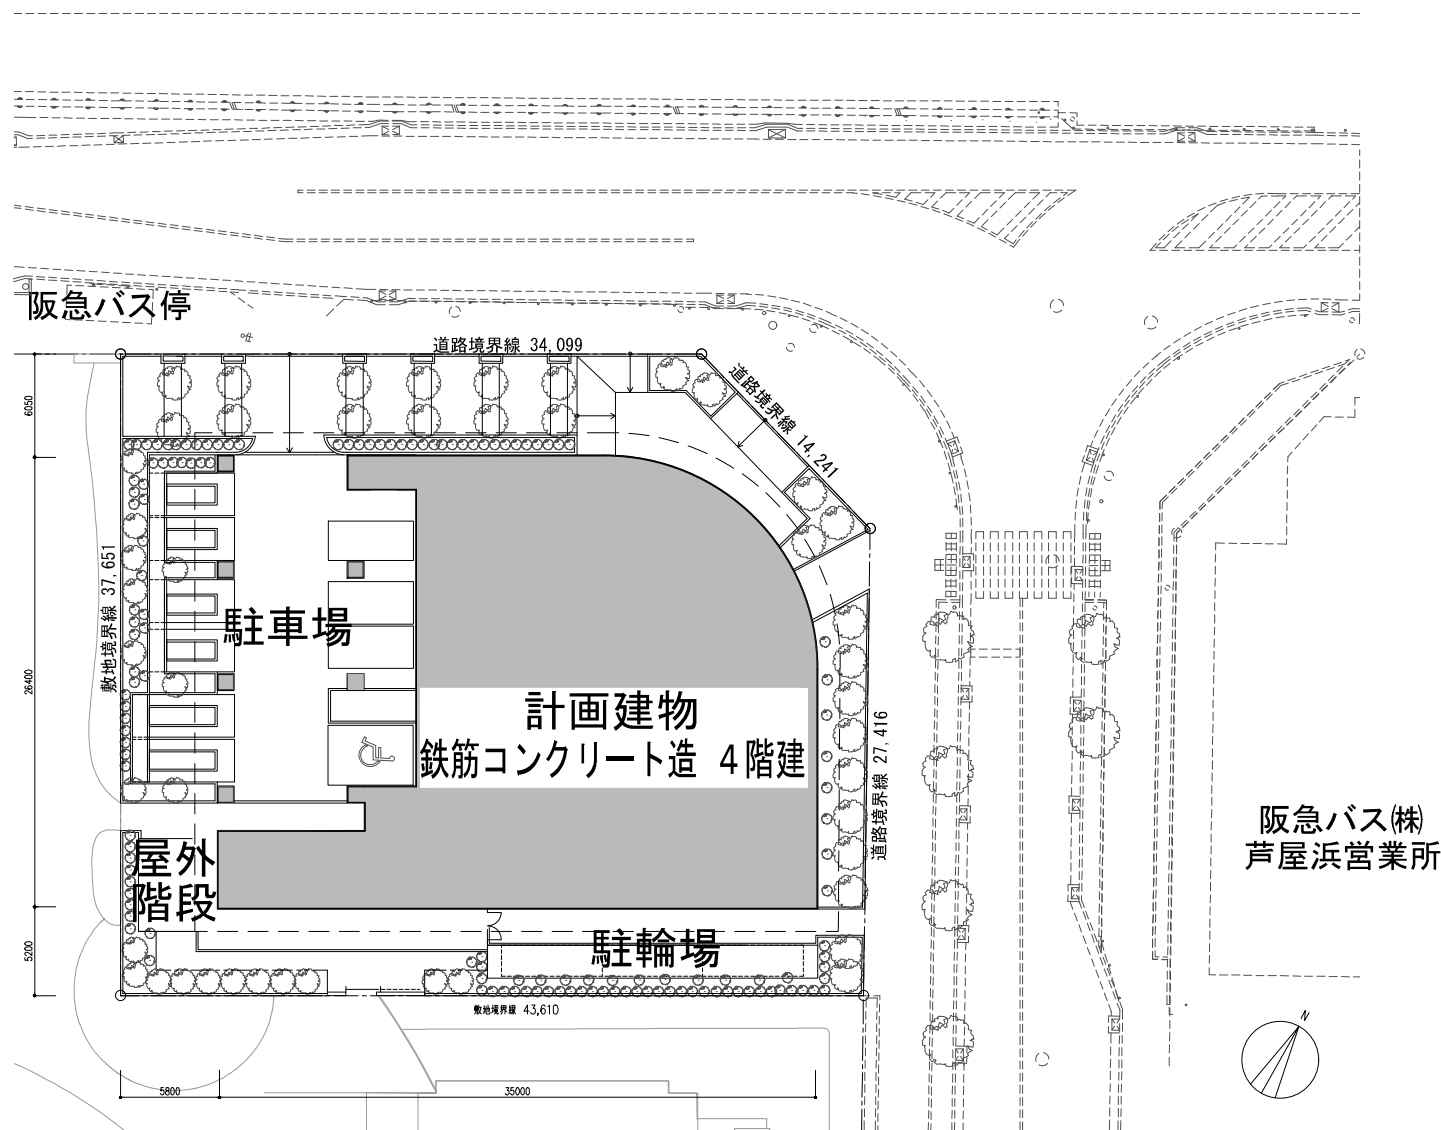 阪急バス停
道路境界線 34,099
道路境界線 14,241
6050
敷地境界線 37,651
駐車場
26400
計画建物
鉄筋コンクリート造 4階建
道路境界線 27,416
阪急バス㈱
芦屋浜営業所
屋外
階段
駐輪場
5200
敷地境界線 43,610
N
5800
35000